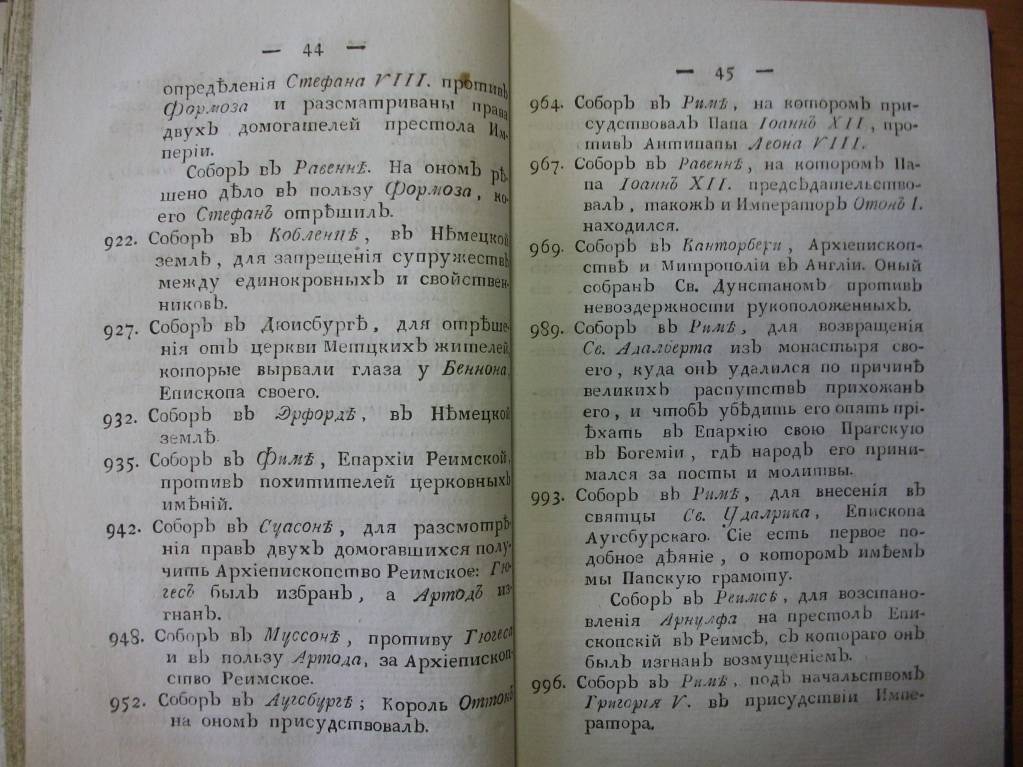 — 44 —
опредѣленія Стефана VIII. противъ
Формоза и разсматриваны права
двухъ домогателей престола Им-
періи.
Соборъ въ Равеннѣ. На ономъ рѣ-
шено дѣло въ пользу Формоза, ко-
его Стефанъ отрѣшилъ.
922. Соборъ въ Кобленцѣ, въ Нѣмецкой
землѣ, для запрещенія супружествъ
между единокровныхъ и свойствен-
никовъ.
927. Соборъ въ Дюисбургѣ, для отрѣше-
нія отъ церкви Метцкихъ жителей,
которые вырвали глаза у Беннона,
Епископа своего.
932. Соборъ въ Эрфордѣ, въ Нѣмецкой
землѣ.
935. Соборъ въ Фимѣ, Епархіи Реимской,
противъ похитителей церковныхъ
имѣній.
942. Соборъ въ Суасонѣ, для разсмотрѣ-
нія правъ двухъ домогавшихся полу-
чить Архіепископство Реимское: Гю-
гесъ былъ избранъ, а Артодъ из-
гнанъ.
948. Соборъ въ Муссонѣ, противу Гюгеса
и въ пользу Артода, за Архіепископ-
ство Реимское.
952. Соборъ въ Аугсбургѣ; Король Оттонъ
на ономъ присудствовалъ.
— 45 —
964. Соборъ въ Римѣ, на которомъ при-
судствовалъ Папа Іоаннъ XII, про-
тивъ Антипапы Леона VIII.
967. Соборъ въ Равеннѣ, на которомъ Па-
па Іоаннъ XII. предсѣдательство-
валъ, такожъ и Императоръ Отонъ I.
находился.
969. Соборъ въ Канторбери, Архіепископ-
ствѣ и Митрополіи въ Англіи. Оный
собранъ Св. Дунстаномъ противъ
невоздержности рукоположенныхъ.
989. Соборъ въ Римѣ, для возвращенія
Св. Адалберта изъ монастыря сво-
его, куда онъ удалился по причинѣ
великихъ распутствъ прихожанъ
его, и чтобъ убѣдить его опять прі-
ѣхать въ Епархію свою Прагскую
въ Богеміи, гдѣ народъ его прини-
мался за посты и молитвы.
993. Соборъ въ Римѣ, для внесенія въ
святцы Св. Удалрика, Епископа
Аугсбурскаго. Сіе есть первое по-
добное дѣяніе, о которомъ имѣемъ
мы Папскую грамоту.
Соборъ въ Реимсѣ, для возстано-
вленія Арнулфа на престолъ Епи-
скопскій въ Реимсѣ, съ котораго онъ
былъ изгнанъ возмущеніемъ.
996. Соборъ въ Римѣ, подъ начальствомъ
Григорія V. въ присудствіи Импе-
ратора.